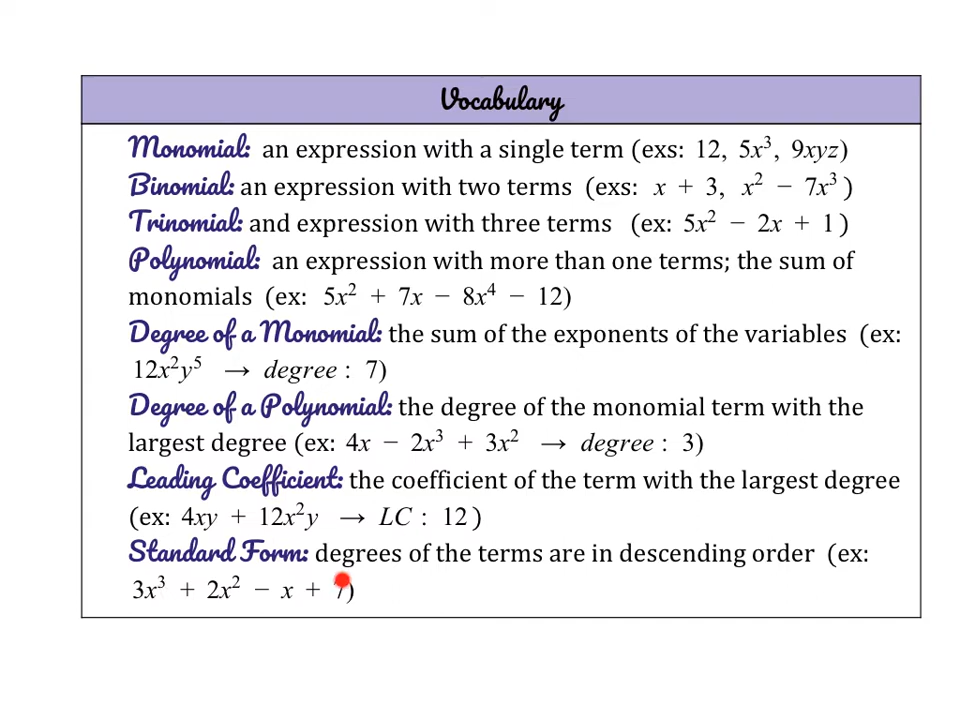 Vocabulary
Monomial: an expression with a single term (exs: 12, 5x³, 9xyz)
Binomial: an expression with two terms (exs: x + 3, x² − 7x³ )
Trinomial: and expression with three terms (ex: 5x² − 2x + 1 )
Polynomial: an expression with more than one terms; the sum of
monomials (ex: 5x² + 7x − 8x⁴ − 12)
Degree of a Monomial: the sum of the exponents of the variables (ex:
12x²y⁵ → degree : 7)
Degree of a Polynomial: the degree of the monomial term with the
largest degree (ex: 4x − 2x³ + 3x² → degree : 3)
Leading Coefficient: the coefficient of the term with the largest degree
(ex: 4xy + 12x²y → LC : 12 )
Standard Form: degrees of the terms are in descending order (ex:
3x³ + 2x² − x + 7)